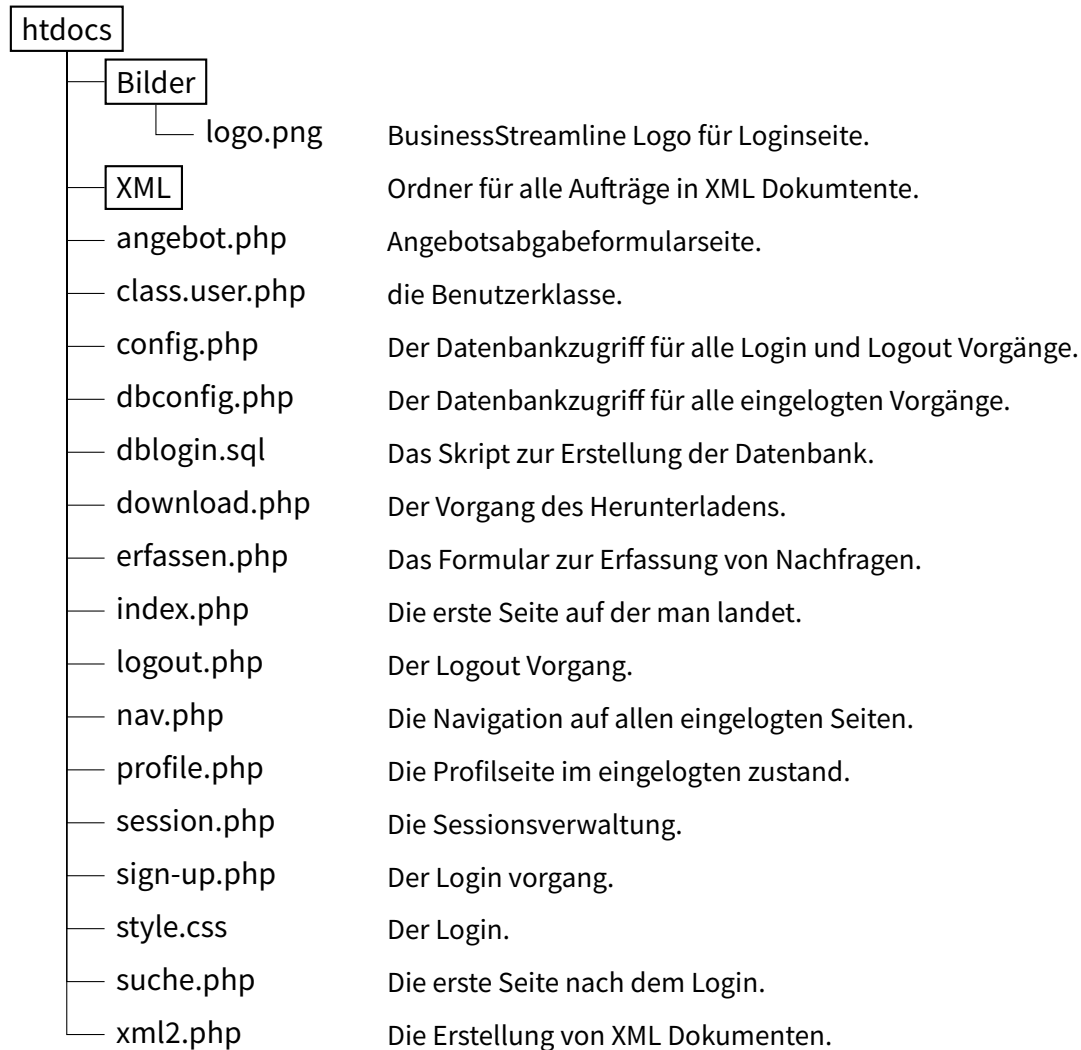 htdocs
Bilder
logo.png BusinessStreamline Logo für Loginseite.
XML Ordner für alle Aufträge in XML Dokumtente.
angebot.php Angebotsabgabeformularseite.
class.user.php die Benutzerklasse.
config.php Der Datenbankzugriff für alle Login und Logout Vorgänge.
dbconfig.php Der Datenbankzugriff für alle eingelogten Vorgänge.
dblogin.sql Das Skript zur Erstellung der Datenbank.
download.php Der Vorgang des Herunterladens.
erfassen.php Das Formular zur Erfassung von Nachfragen.
index.php Die erste Seite auf der man landet.
logout.php Der Logout Vorgang.
nav.php Die Navigation auf allen eingelogten Seiten.
profile.php Die Profilseite im eingelogten zustand.
session.php Die Sessionsverwaltung.
sign-up.php Der Login vorgang.
style.css Der Login.
suche.php Die erste Seite nach dem Login.
xml2.php Die Erstellung von XML Dokumenten.